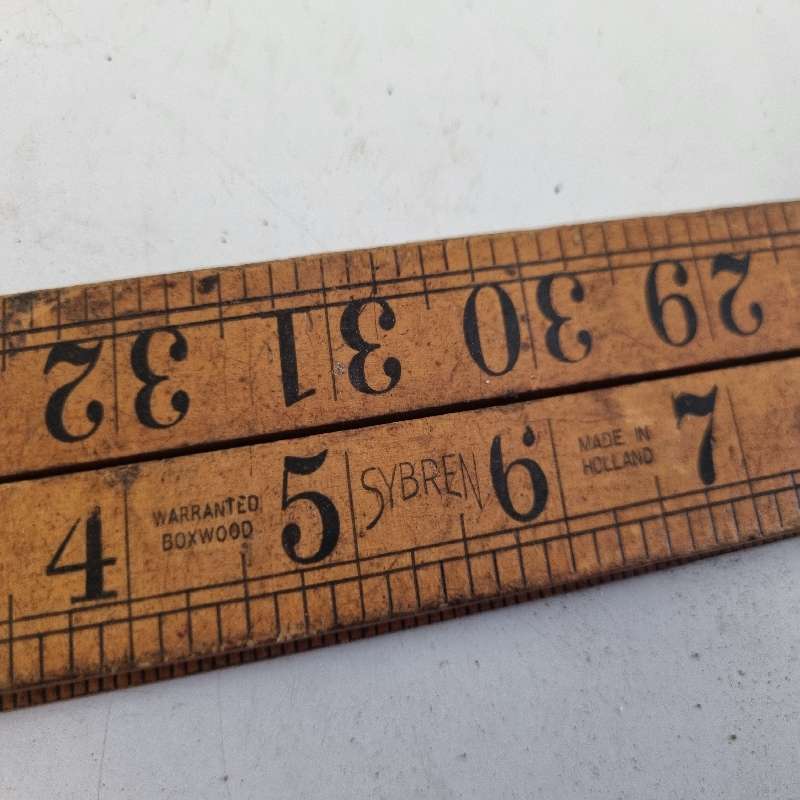 29 30 31 32
4
WARRANTED
BOXWOOD
5
SYBREN
6
MADE IN
HOLLAND
7